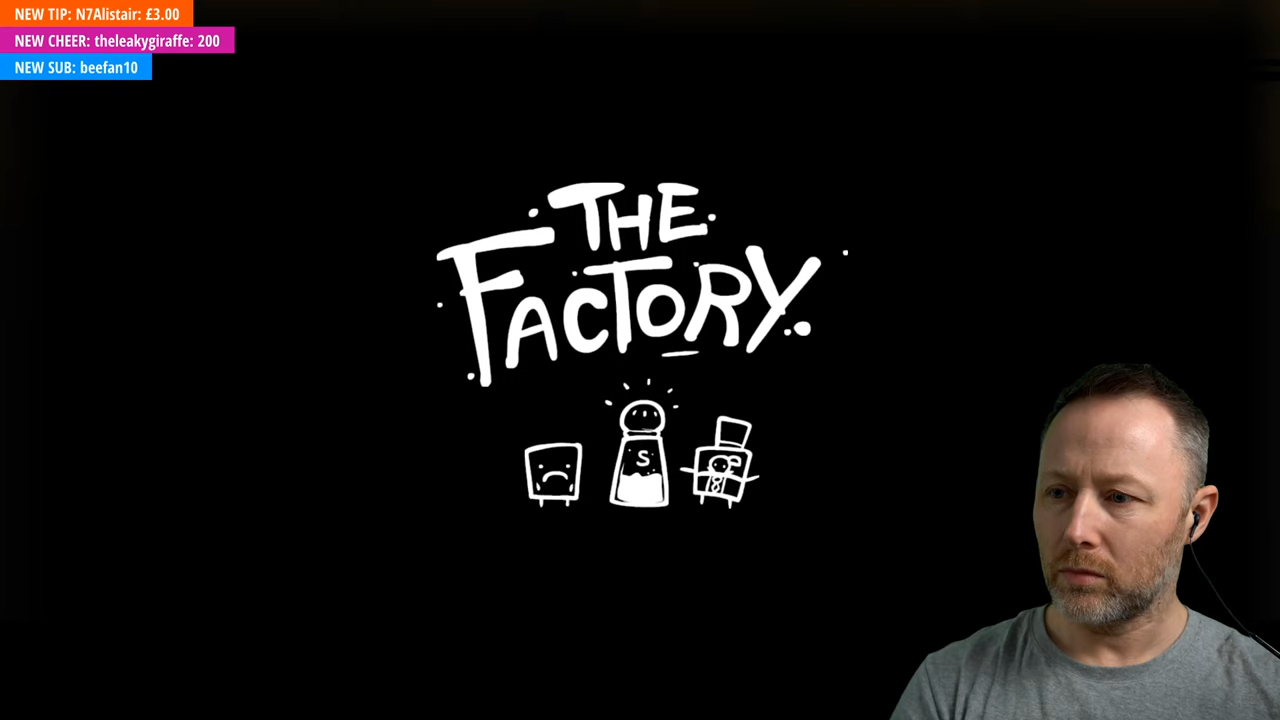 NEW TIP: N7Alistair: £3.00
NEW CHEER: theleakygiraffe: 200
NEW SUB: beefan10
THE
FACTORY
S